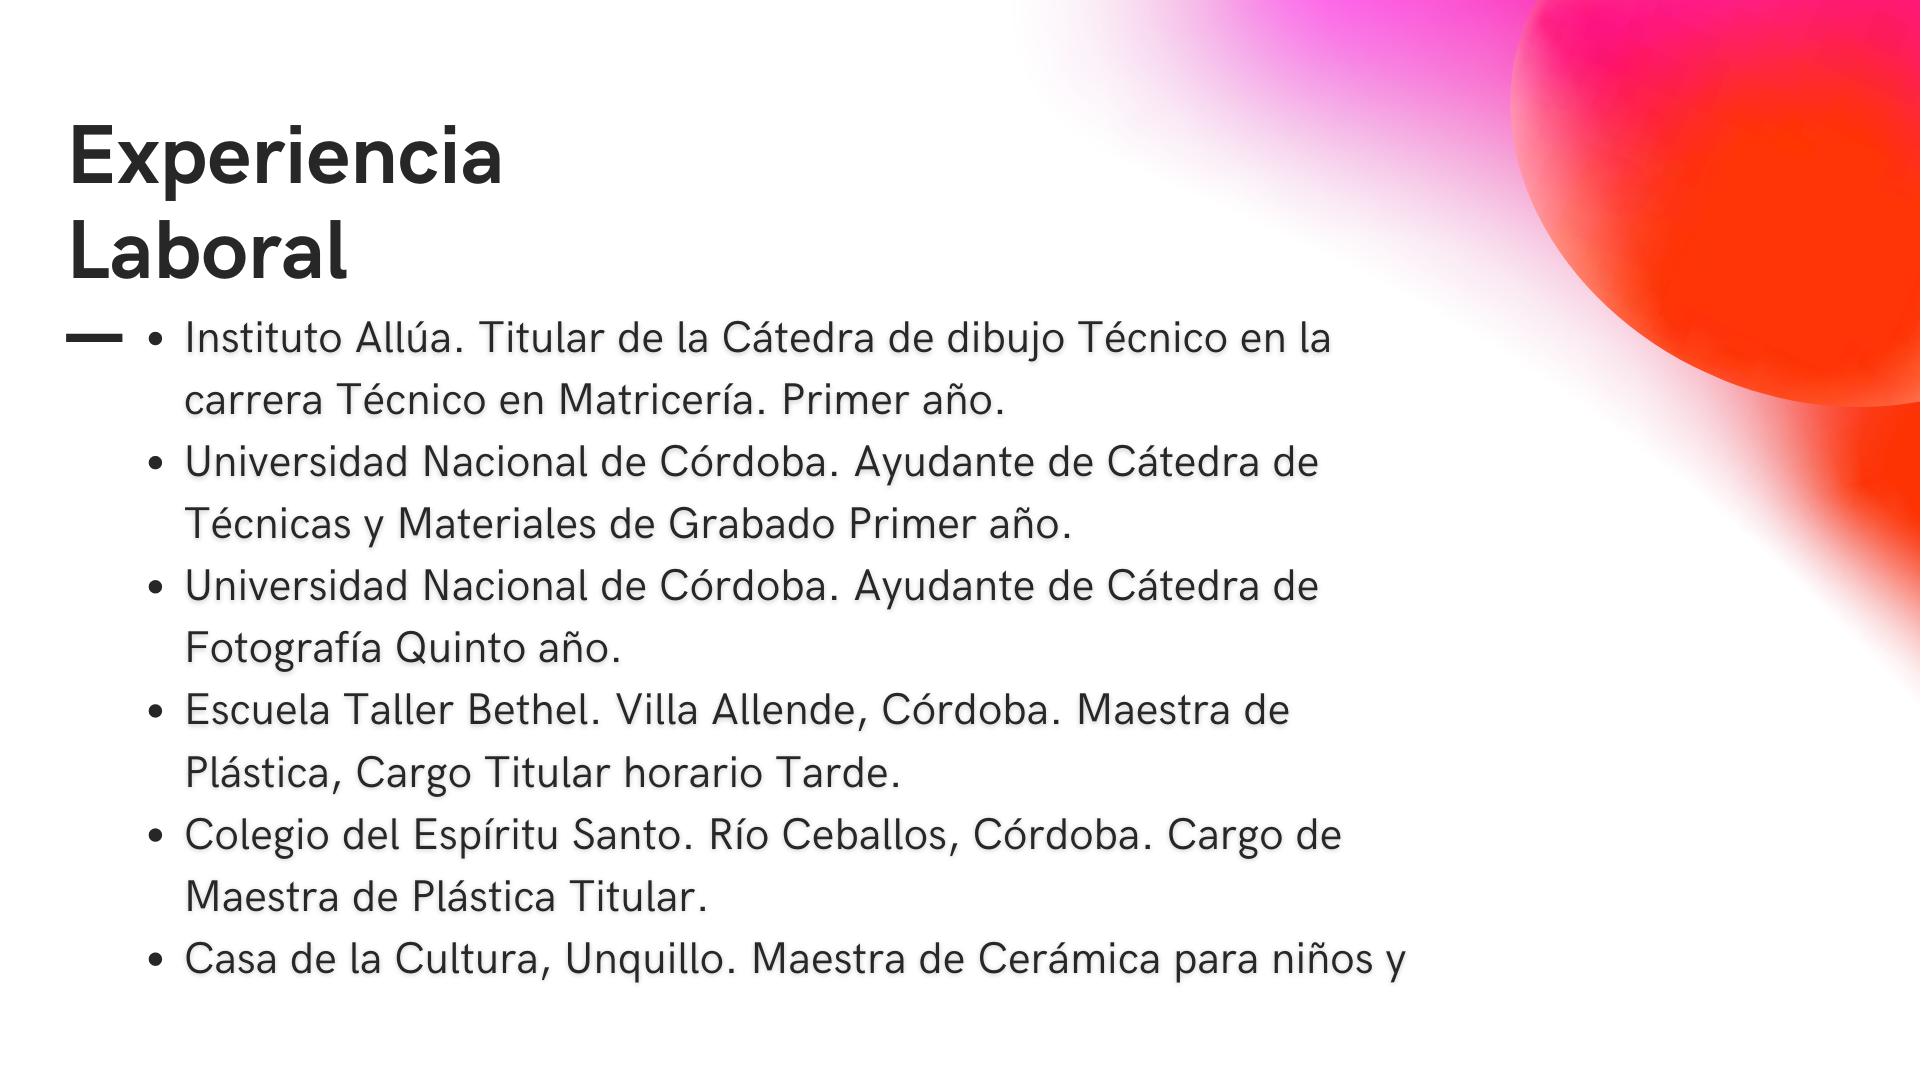 Experiencia
Laboral
Instituto Allúa. Titular de la Cátedra de dibujo Técnico en la
carrera Técnico en Matricería. Primer año.
Universidad Nacional de Córdoba. Ayudante de Cátedra de
Técnicas y Materiales de Grabado Primer año.
Universidad Nacional de Córdoba. Ayudante de Cátedra de
Fotografía Quinto año.
Escuela Taller Bethel. Villa Allende, Córdoba. Maestra de
Plástica, Cargo Titular horario Tarde.
Colegio del Espíritu Santo. Río Ceballos, Córdoba. Cargo de
Maestra de Plástica Titular.
Casa de la Cultura, Unquillo. Maestra de Cerámica para niños y